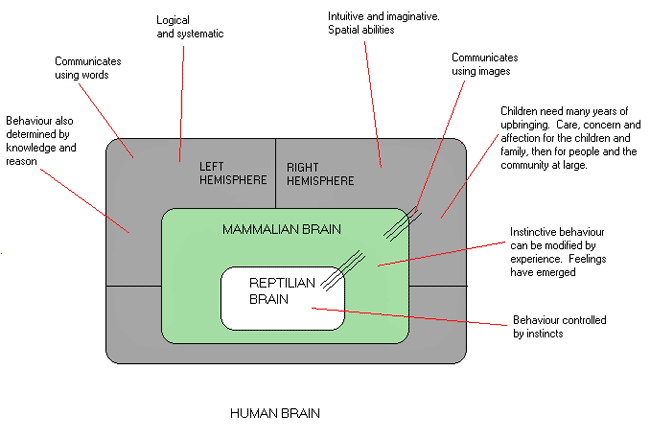 Logical
and systematic
Intuitive and imaginative.
Spatial abilities
Communicates
using words
Communicates
using images
Behaviour also
determined by
knowledge and
reason
Children need many years of
upbringing. Care, concern and
affection for the children and
family, then for people and the
community at large.
LEFT
HEMISPHERE
RIGHT
HEMISPHERE
MAMMALIAN BRAIN
Instinctive behaviour
can be modified by
experience. Feelings
have emerged
REPTILIAN
BRAIN
Behaviour controlled
by instincts
HUMAN BRAIN